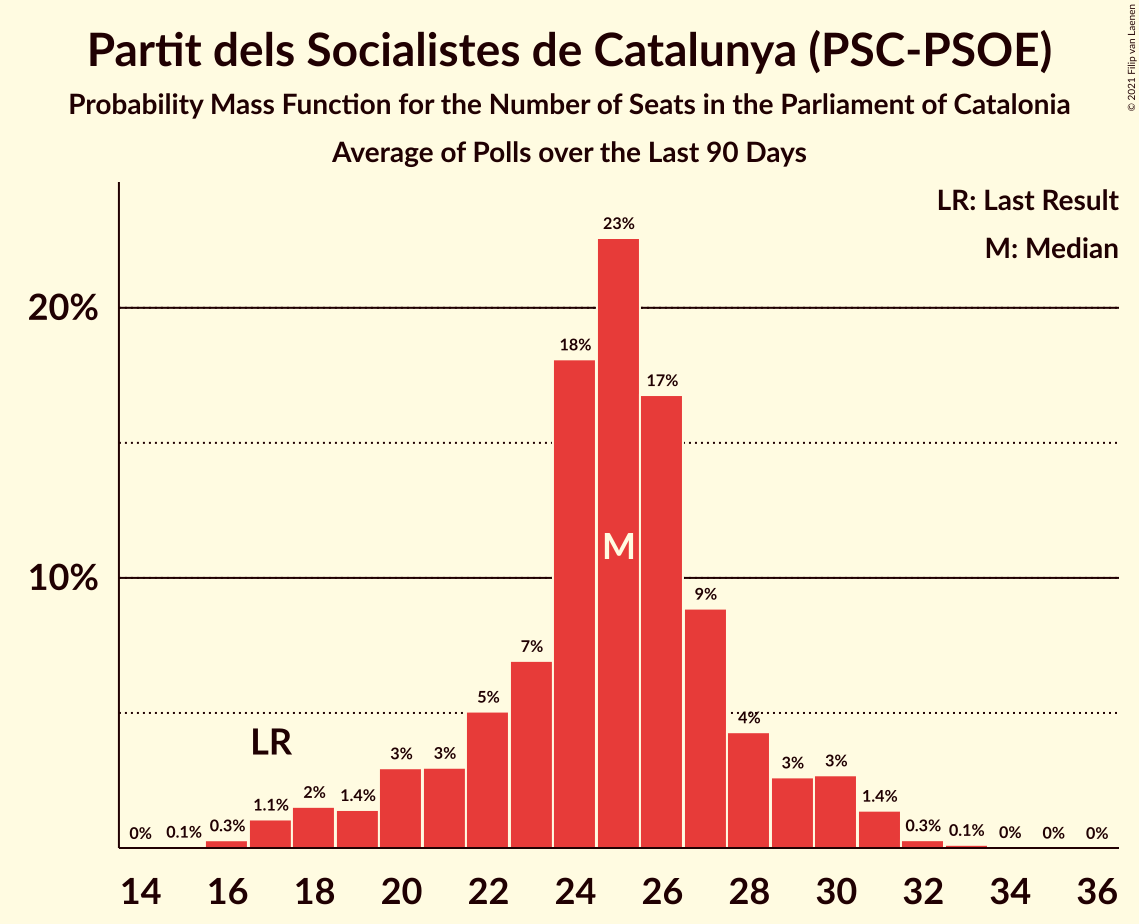 Partit dels Socialistes de Catalunya (PSC-PSOE)
Probability Mass Function for the Number of Seats in the Parliament of Catalonia
Average of Polls over the Last 90 Days
© 2021 Filip van Laenen
LR: Last Result
M: Median
20%
10%
0%
0.1%
0.3%
1.1%
2%
1.4%
3%
3%
5%
7%
18%
23%
17%
9%
4%
3%
3%
1.4%
0.3%
0.1%
0%
0%
0%
LR
M
14 16 18 20 22 24 26 28 30 32 34 36